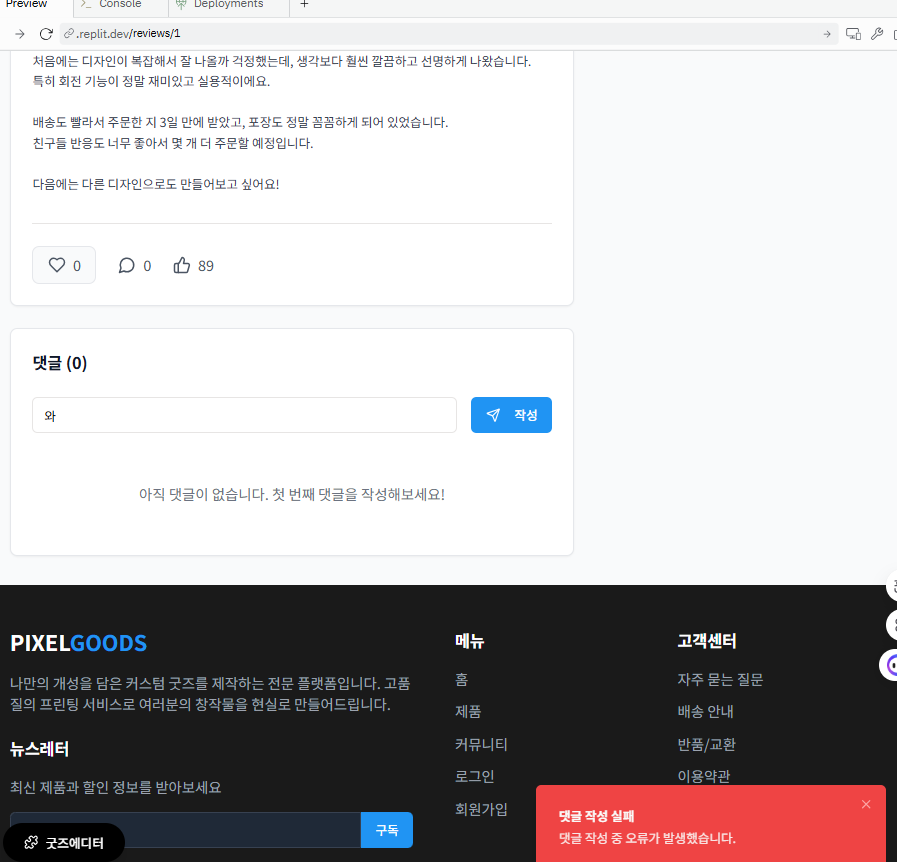 Preview
Console
Deployments
.replit.dev/reviews/1
처음에는 디자인이 복잡해서 잘 나올까 걱정했는데, 생각보다 훨씬 깔끔하고 선명하게 나왔습니다.
특히 회전 기능이 정말 재미있고 실용적이에요.
배송도 빨라서 주문한 지 3일 만에 받았고, 포장도 정말 꼼꼼하게 되어 있었습니다.
친구들 반응도 너무 좋아서 몇 개 더 주문할 예정입니다.
다음에는 다른 디자인으로도 만들어보고 싶어요!
0 0 89
댓글 (0)
와
작성
아직 댓글이 없습니다. 첫 번째 댓글을 작성해보세요!
PIXELGOODS
나만의 개성을 담은 커스텀 굿즈를 제작하는 전문 플랫폼입니다. 고품
질의 프린팅 서비스로 여러분의 창작물을 현실로 만들어드립니다.
뉴스레터
최신 제품과 할인 정보를 받아보세요
구독
굿즈에디터
메뉴
홈
제품
커뮤니티
로그인
회원가입
고객센터
자주 묻는 질문
배송 안내
반품/교환
이용약관
댓글 작성 실패
댓글 작성 중 오류가 발생했습니다.